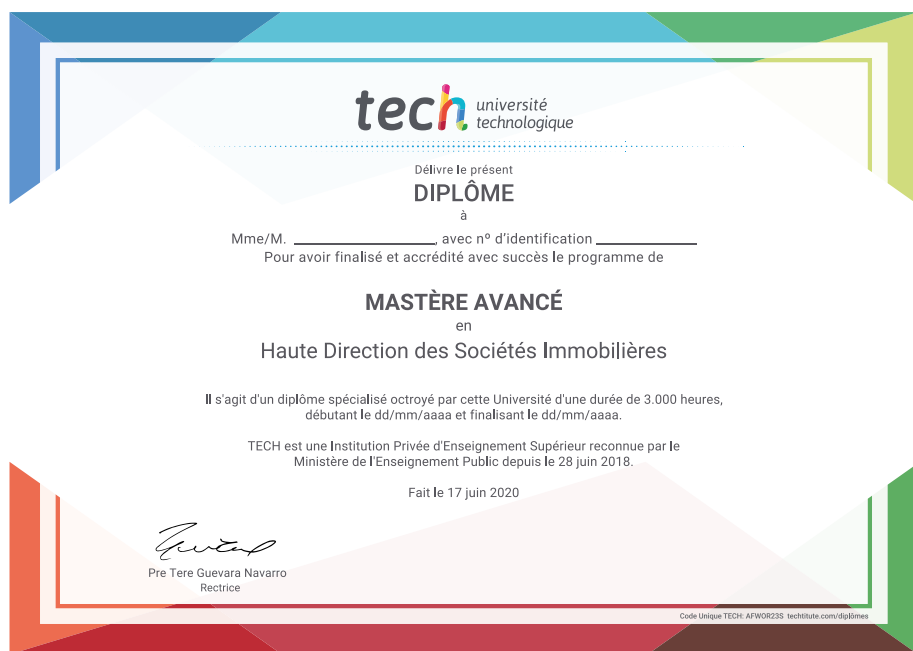 tech université
technologique
Délivre le présent
DIPLÔME
à
Mme/M. ____________________, avec nº d'identification ______________
Pour avoir finalisé et accrédité avec succès le programme de
MASTÈRE AVANCÉ
en
Haute Direction des Sociétés Immobilières
Il s'agit d'un diplôme spécialisé octroyé par cette Université d'une durée de 3.000 heures,
débutant le dd/mm/aaaa et finalisant le dd/mm/aaaa.
TECH est une Institution Privée d'Enseignement Supérieur reconnue par le
Ministère de l'Enseignement Public depuis le 28 juin 2018.
Fait le 17 juin 2020
Pre Tere Guevara Navarro
Rectrice
Code Unique TECH: AFWOR23S techtitute.com/diplômes